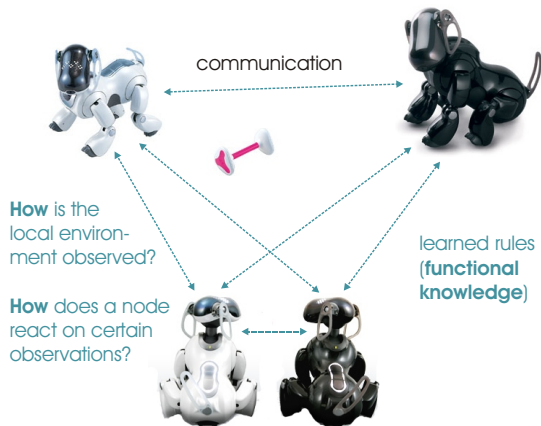 communication
How is the
local environ-
ment observed?
How does a node
react on certain
observations?
learned rules
(functional
knowledge)